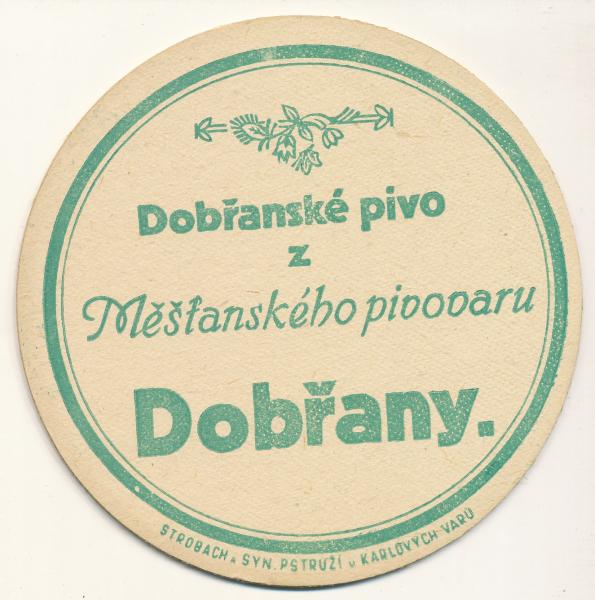 Dobřanské pivo
z
Měšťanského pivovaru
Dobřany.
STROBACH A SYN. PSTRUŽÍ U KARLOVÝCH VARŮ